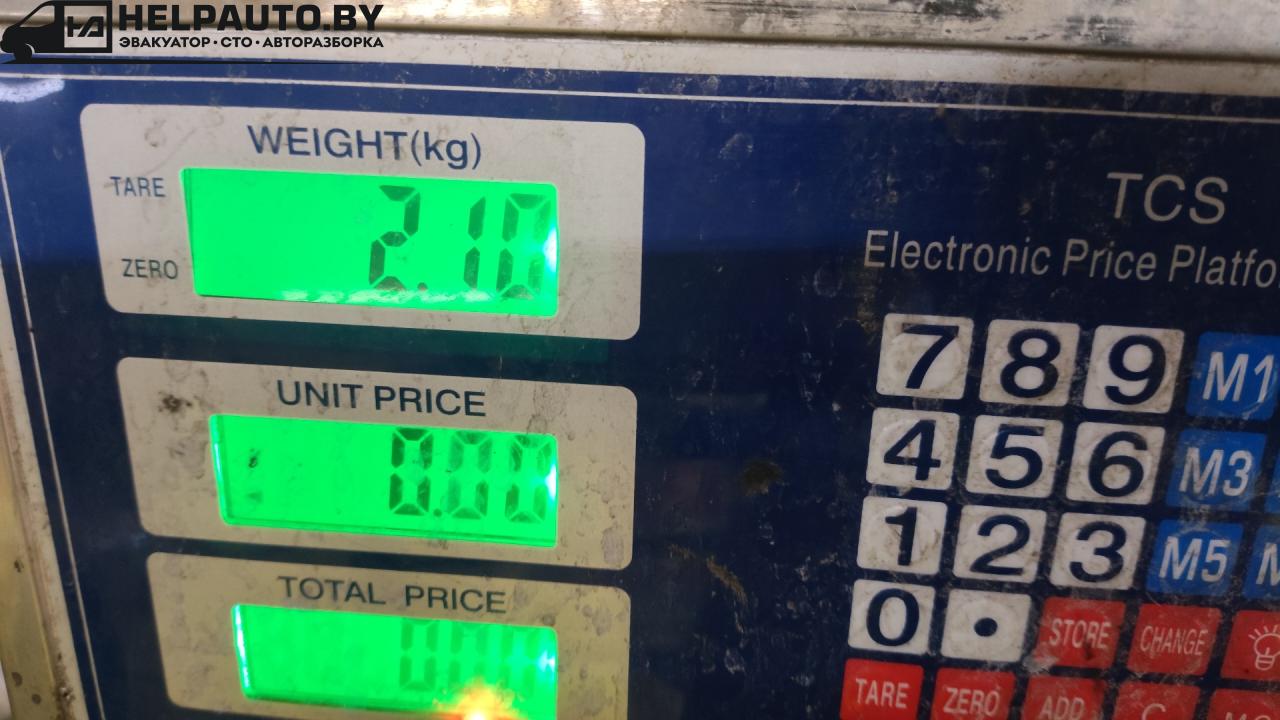 HA HELPAUTO.BY
ЭВАКУАТОР · СТО · АВТОРАЗБОРКА
WEIGHT(kg)
TARE
2.10
ZERO
UNIT PRICE
0.00
TOTAL PRICE
TCS
Electronic Price Platfo
7 8 9 M1
4 5 6 M3
1 2 3 M5 M
0 . STORE CHANGE
TARE ZERO ADD C